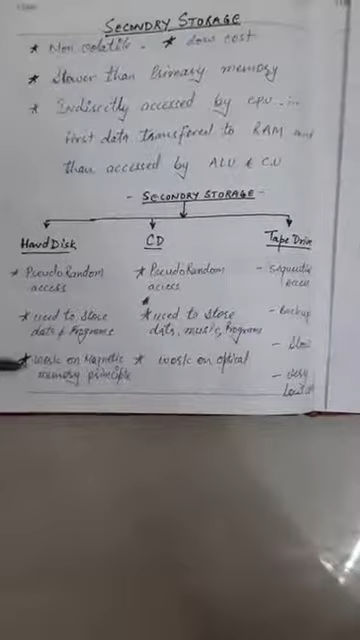 SECONDRY STORAGE
* Non volatile. * Low cost
* Slower than Primary memory
* Indirectly accessed by CPU...
first data transfered to RAM and
than accessed by ALU & CU
- SECONDRY STORAGE -
Hard Disk
* Pseudo Random
access
* used to store
data & Programs
* work on Magnetic
memory principle
CD
* Pseudo Random
access
* used to store
data, music, Programs
* work on optical
Tape Drive
- Sequentia
access
- Backup
- Slow
- very